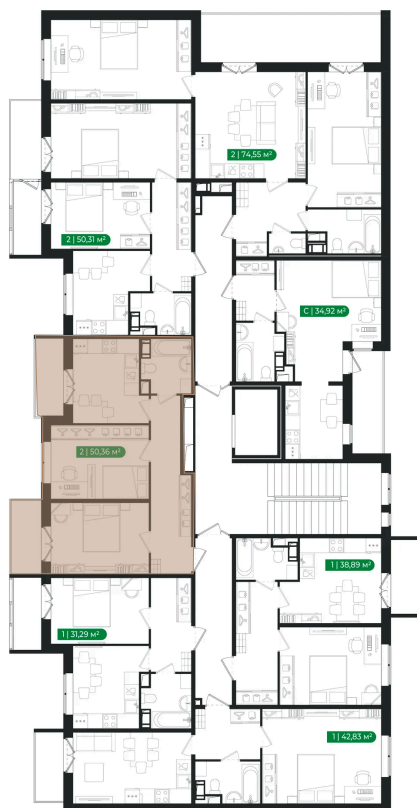 2 | 74,55 м²
2 | 50,31 м²
С | 34,92 м²
2 | 50,36 м²
1 | 38,89 м²
1 | 31,29 м²
1 | 42,83 м²